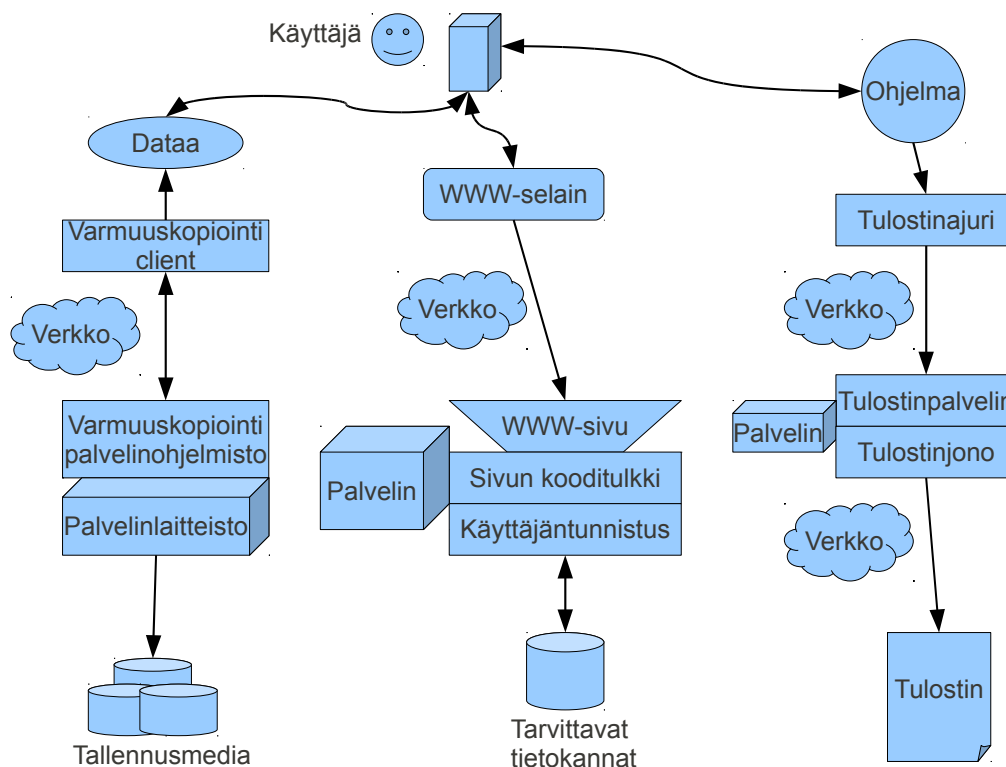 Käyttäjä
Dataa
Varmuuskopiointi
client
Verkko
Varmuuskopiointi
palvelinohjelmisto
Palvelinlaitteisto
Tallennusmedia
WWW-selain
Verkko
WWW-sivu
Palvelin
Sivun kooditulkki
Käyttäjäntunnistus
Tarvittavat
tietokannat
Ohjelma
Tulostinajuri
Verkko
Tulostinpalvelin
Palvelin
Tulostinjono
Verkko
Tulostin